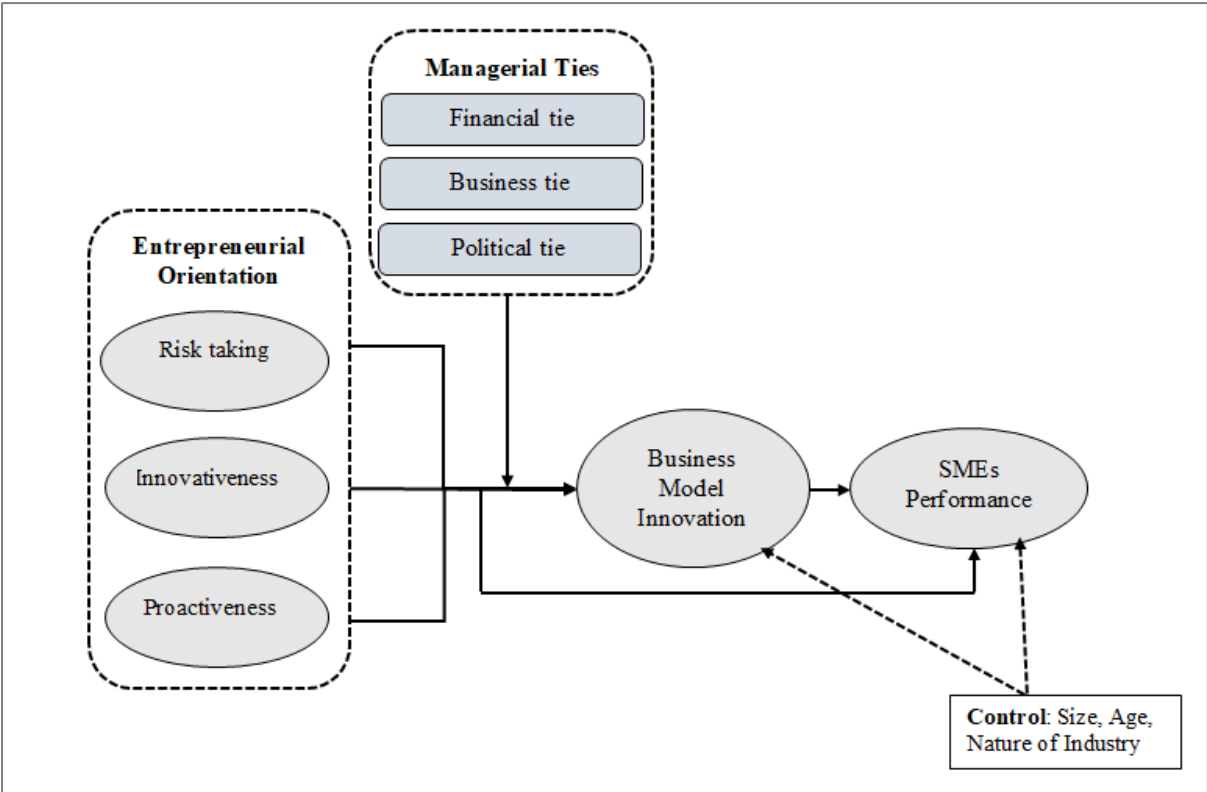 Managerial Ties
Financial tie
Business tie
Political tie
Entrepreneurial
Orientation
Risk taking
Innovativeness
Proactiveness
Business
Model
Innovation
SMEs
Performance
Control: Size, Age,
Nature of Industry